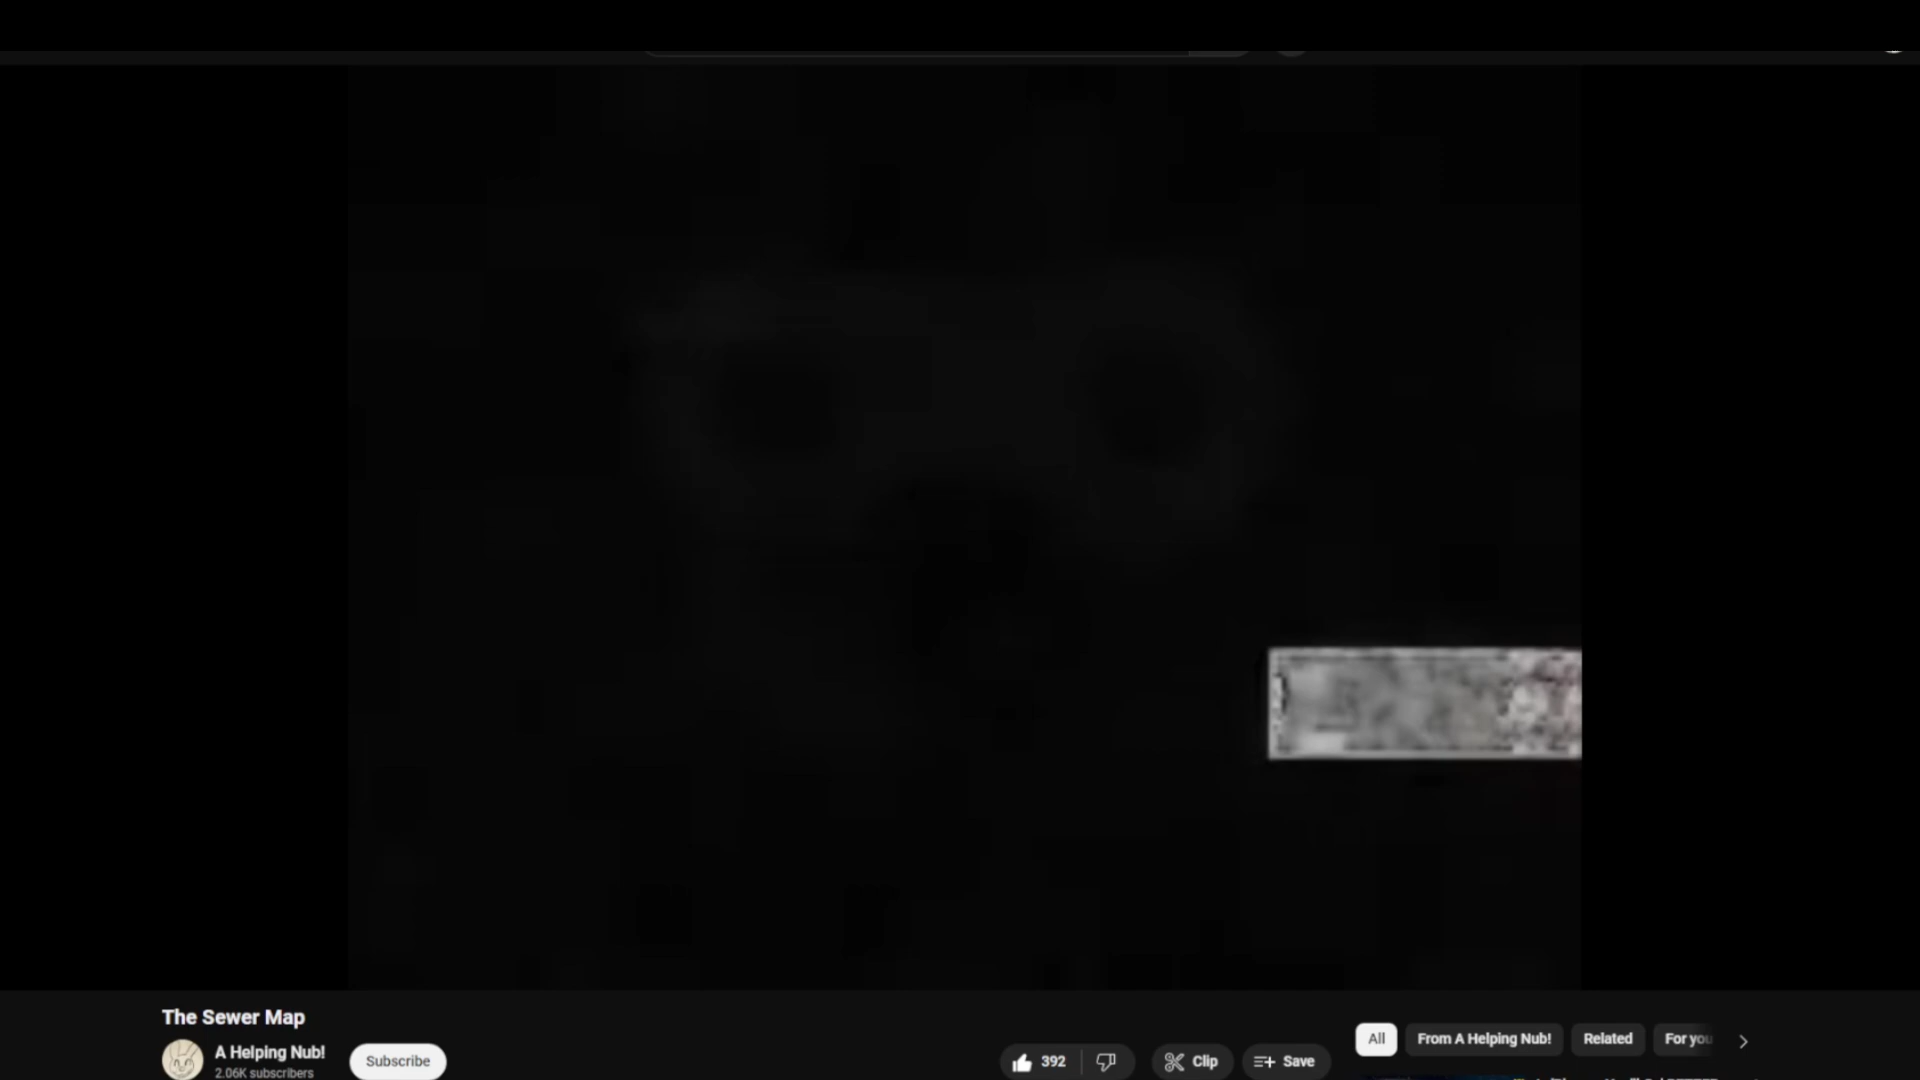 The Sewer Map
A Helping Nub!
2.06K subscribers
Subscribe
392
Clip
Save
All
From A Helping Nub!
Related
For you